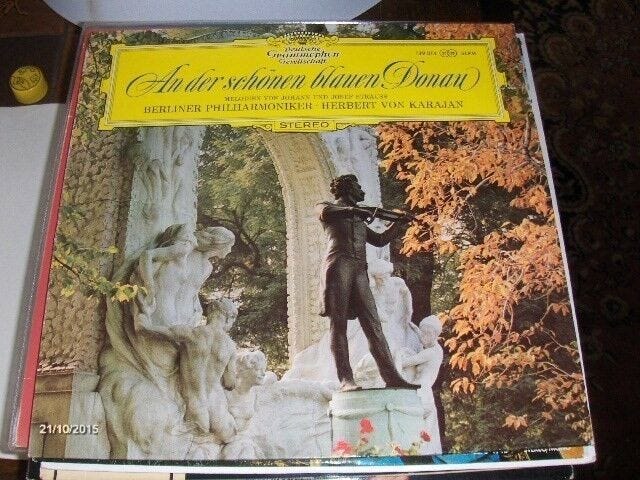 Deutsche
Grammophon
Gesellschaft
An der schönen blauen Donau
MELODIEN VON JOHANN UND JOSEF STRAUSS
BERLINER PHILHARMONIKER · HERBERT VON KARAJAN
STEREO
21/10/2015